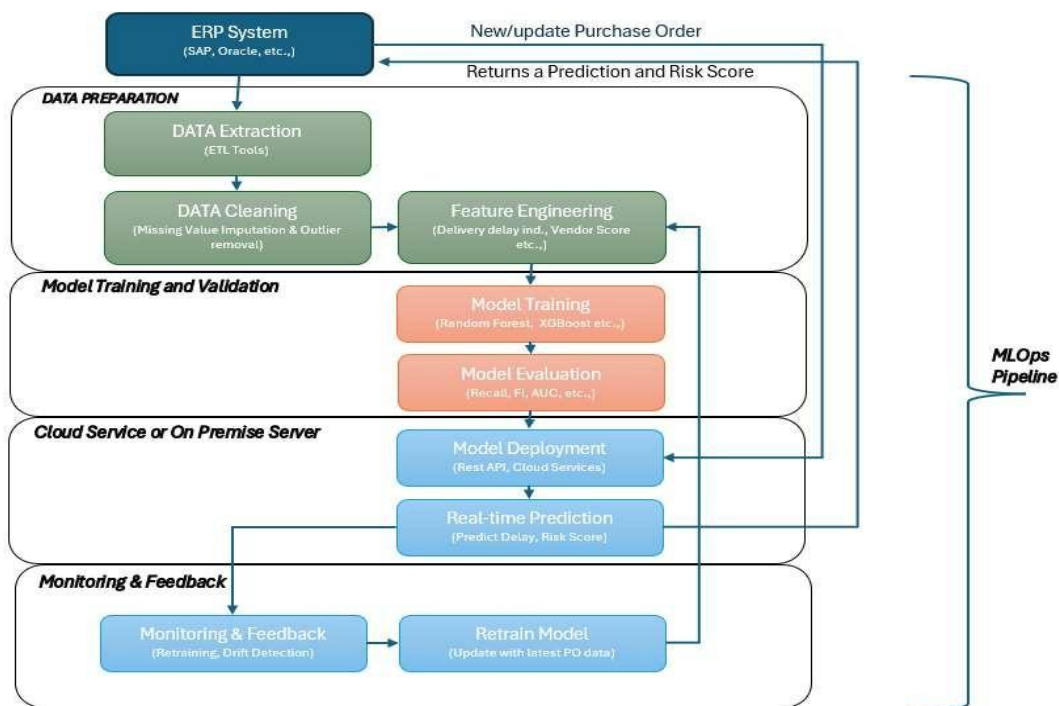 ERP System
(SAP, Oracle, etc.,)
New/update Purchase Order
Returns a Prediction and Risk Score
DATA PREPARATION
DATA Extraction
(ETL Tools)
DATA Cleaning
(Missing Value Imputation & Outlier
removal)
Feature Engineering
(Delivery delay ind., Vendor Score
etc.,)
Model Training and Validation
Model Training
(Random Forest, XGBoost etc.,)
Model Evaluation
(Recall, FI, AUC, etc.,)
MLOps
Pipeline
Cloud Service or On Premise Server
Model Deployment
(Rest API, Cloud Services)
Real-time Prediction
(Predict Delay, Risk Score)
Monitoring & Feedback
Monitoring & Feedback
(Retraining, Drift Detection)
Retrain Model
(Update with latest PO data)